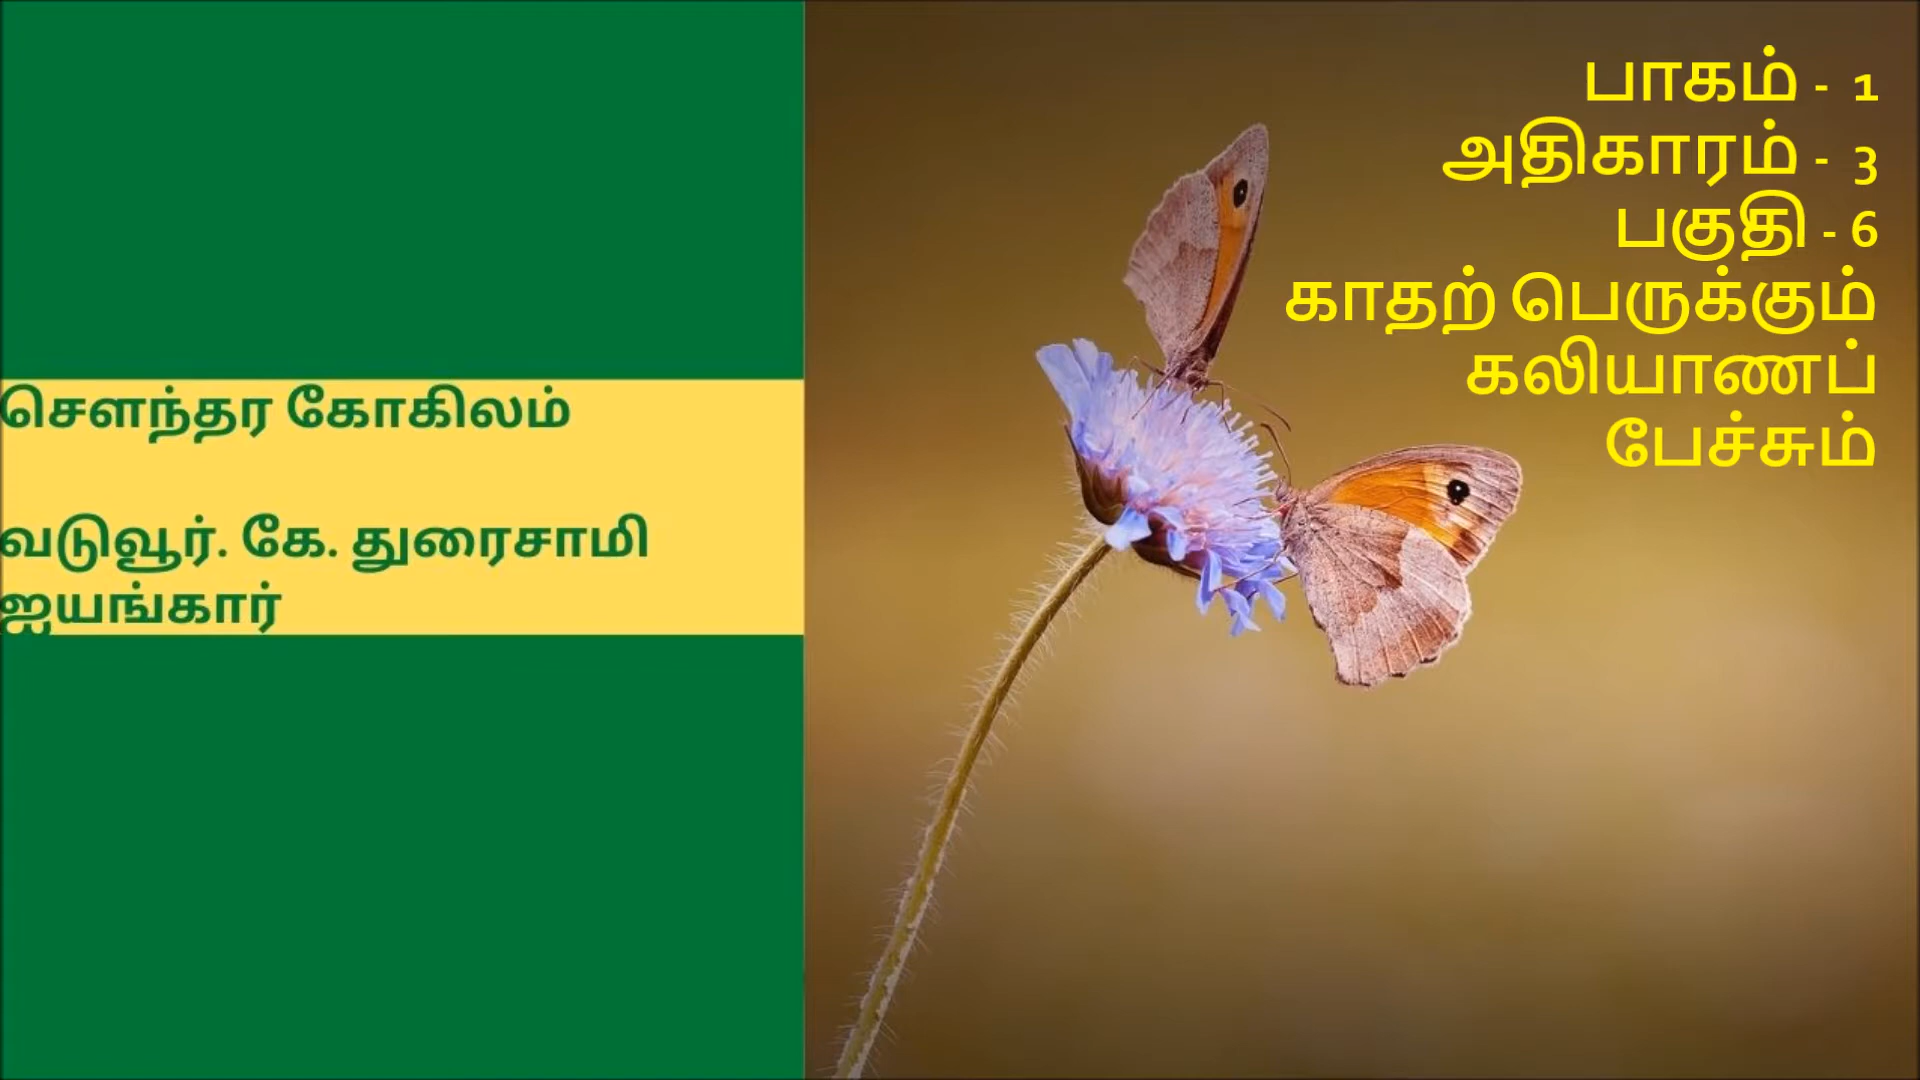 சௌந்தர கோகிலம்
வடுவூர். கே. துரைசாமி
ஐயங்கார்
பாகம் - 1
அதிகாரம் - 3
பகுதி - 6
காதற் பெருக்கும்
கலியாணப்
பேச்சும்